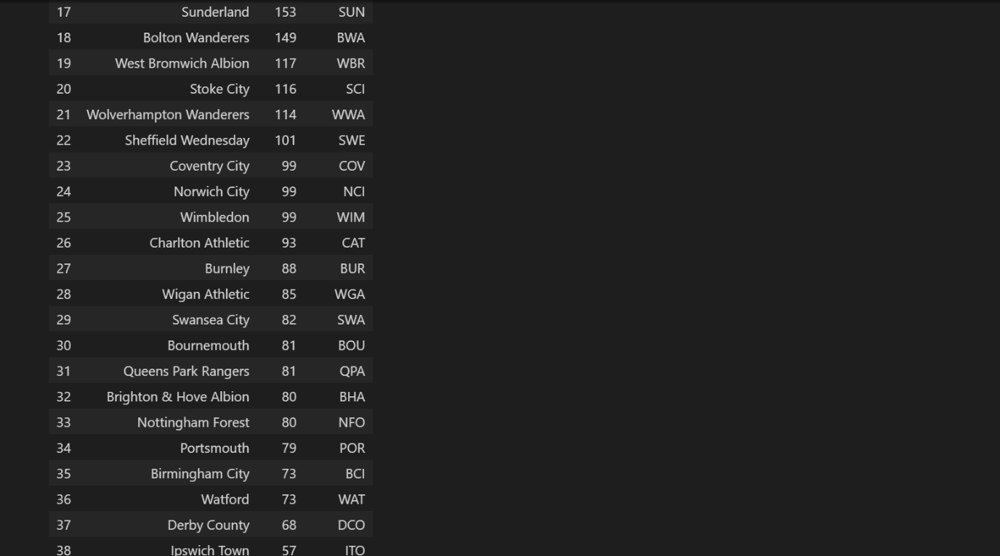 17 Sunderland 153 SUN
18 Bolton Wanderers 149 BWA
19 West Bromwich Albion 117 WBR
20 Stoke City 116 SCI
21 Wolverhampton Wanderers 114 WWA
22 Sheffield Wednesday 101 SWE
23 Coventry City 99 COV
24 Norwich City 99 NCI
25 Wimbledon 99 WIM
26 Charlton Athletic 93 CAT
27 Burnley 88 BUR
28 Wigan Athletic 85 WGA
29 Swansea City 82 SWA
30 Bournemouth 81 BOU
31 Queens Park Rangers 81 QPA
32 Brighton & Hove Albion 80 BHA
33 Nottingham Forest 80 NFO
34 Portsmouth 79 POR
35 Birmingham City 73 BCI
36 Watford 73 WAT
37 Derby County 68 DCO
38 Ipswich Town 57 ITO